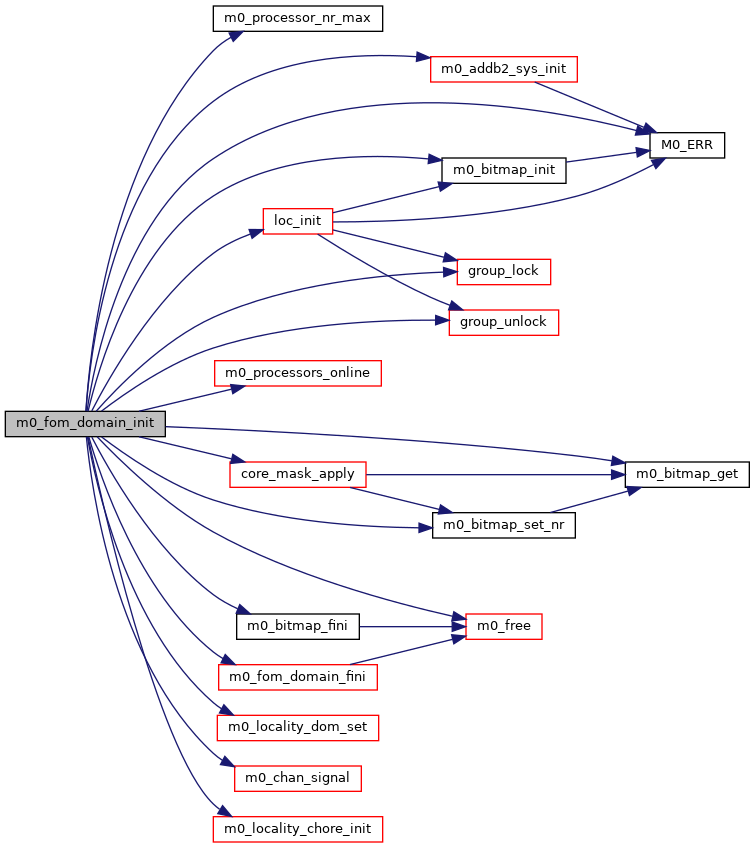 m0_processor_nr_max
m0_addb2_sys_init
M0_ERR
m0_bitmap_init
loc_init
group_lock
group_unlock
m0_processors_online
m0_fom_domain_init
core_mask_apply
m0_bitmap_get
m0_bitmap_set_nr
m0_bitmap_fini
m0_free
m0_fom_domain_fini
m0_locality_dom_set
m0_chan_signal
m0_locality_chore_init